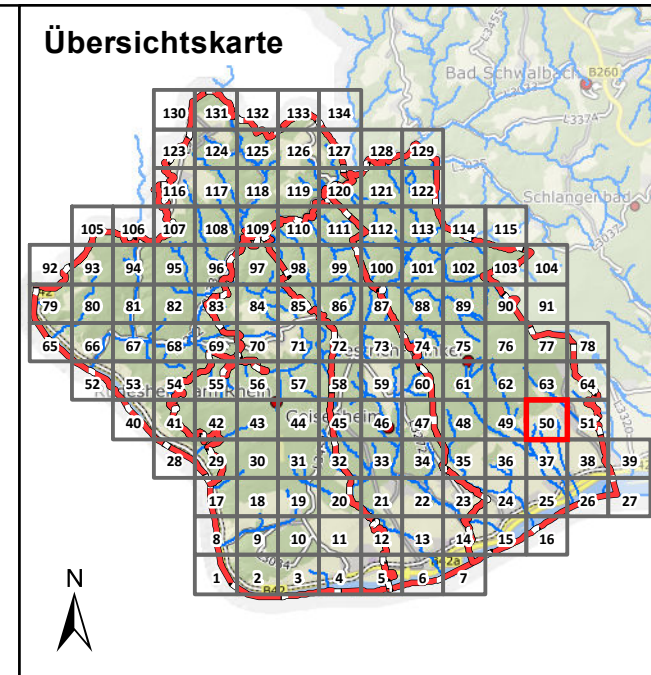 Übersichtskarte
Bad Schwalbach
B260
L3455
L3374
L3035
Schlangenbad
L3037
130 131 132 133 134
123 124 125 126 127 128 129
116 117 118 119 120 121 122
105 106 107 108 109 110 111 112 113 114 115
92 93 94 95 96 97 98 99 100 101 102 103 104
79 80 81 82 83 84 85 86 87 88 89 90 91
65 66 67 68 69 70 71 72 73 74 75 76 77 78
52 53 54 55 56 57 58 59 60 61 62 63 64
Geisenheim
40 41 42 43 44 45 46 47 48 49 50 51
L3320
28 29 30 31 32 33 34 35 36 37 38 39
17 18 19 20 21 22 23 24 25 26 27
8 9 10 11 12 13 14 15 16
L3034
B42a
1 2 3 4 5 6 7
B42
N